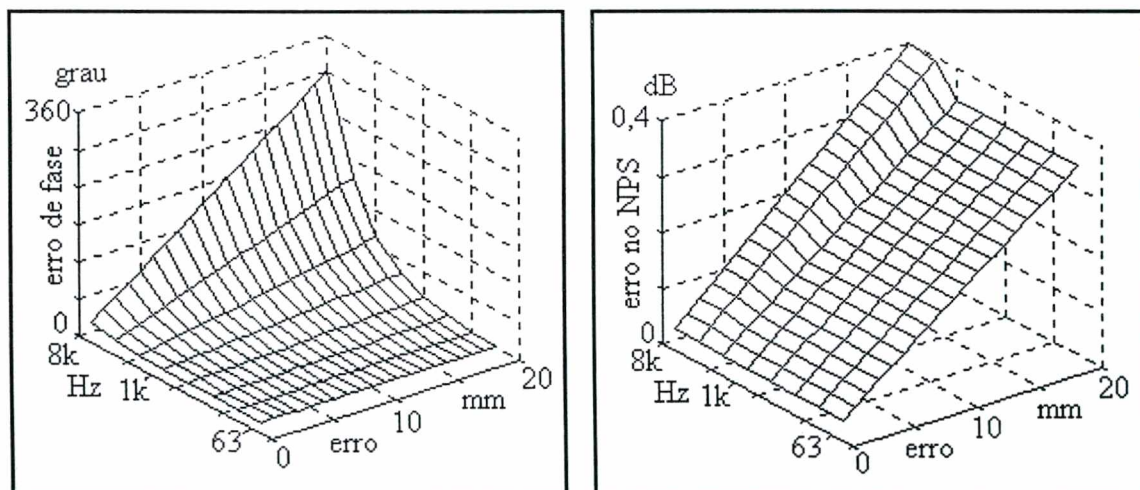 grau
360
erro de fase
0
8k
Hz
1k
63
0
erro
10
mm
20
dB
0,4
erro no NPS
0
8k
Hz
1k
63
0
erro
10
mm
20